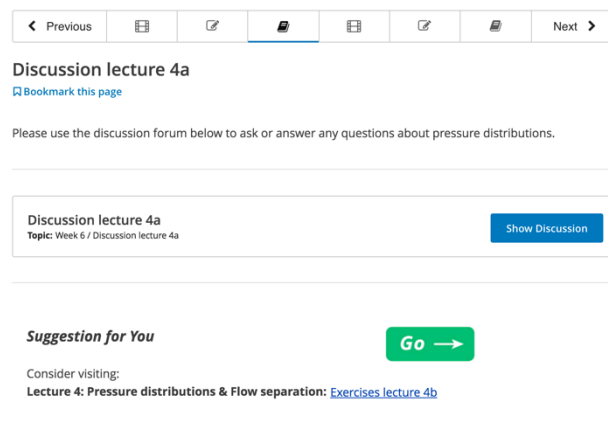 Previous
Next
Discussion lecture 4a
Bookmark this page
Please use the discussion forum below to ask or answer any questions about pressure distributions.
Discussion lecture 4a
Topic: Week 6 / Discussion lecture 4a
Show Discussion
Suggestion for You
Go
Consider visiting:
Lecture 4: Pressure distributions & Flow separation: Exercises lecture 4b